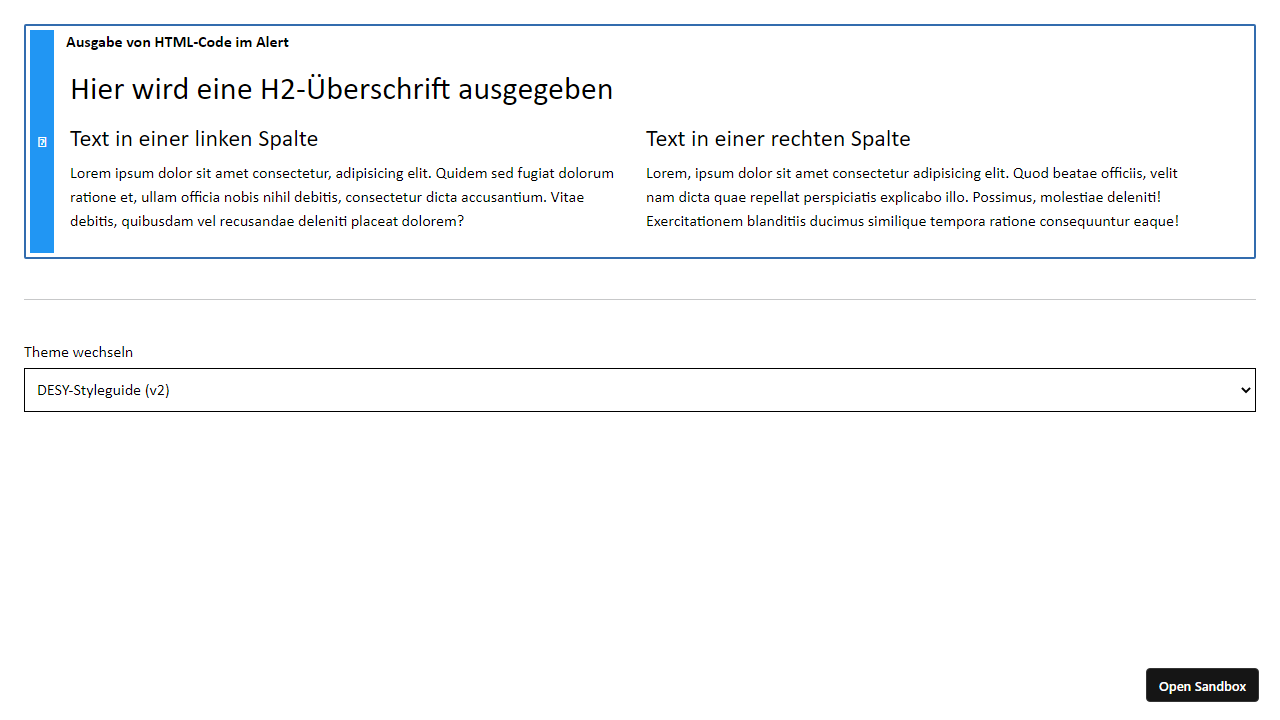 Ausgabe von HTML-Code im Alert
Hier wird eine H2-Überschrift ausgegeben
Text in einer linken Spalte
Lorem ipsum dolor sit amet consectetur, adipisicing elit. Quidem sed fugiat dolorum
ratione et, ullam officia nobis nihil debitis, consectetur dicta accusantium. Vitae
debitis, quibusdam vel recusandae deleniti placeat dolorem?
Text in einer rechten Spalte
Lorem, ipsum dolor sit amet consectetur adipisicing elit. Quod beatae officiis, velit
nam dicta quae repellat perspiciatis explicabo illo. Possimus, molestiae deleniti!
Exercitationem blanditiis ducimus similique tempora ratione consequuntur eaque!
Theme wechseln
DESY-Styleguide (v2)
Open Sandbox